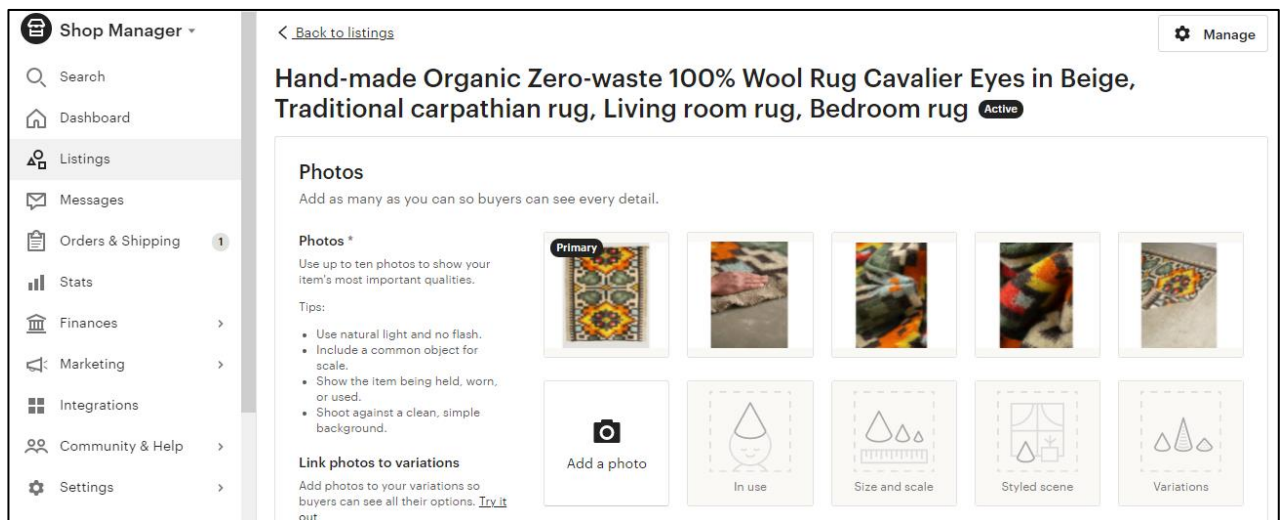 Shop Manager
Search
Dashboard
Listings
Messages
Orders & Shipping 1
Stats
Finances
Marketing
Integrations
Community & Help
Settings
Back to listings
Manage
Hand-made Organic Zero-waste 100% Wool Rug Cavalier Eyes in Beige,
Traditional carpathian rug, Living room rug, Bedroom rug Active
Photos
Add as many as you can so buyers can see every detail.
Photos *
Use up to ten photos to show your
item's most important qualities.
Tips:
• Use natural light and no flash.
• Include a common object for
scale.
• Show the item being held, worn,
or used.
• Shoot against a clean, simple
background.
Link photos to variations
Add photos to your variations so
buyers can see all their options. Try it
out
Primary
Add a photo
In use
Size and scale
Styled scene
Variations